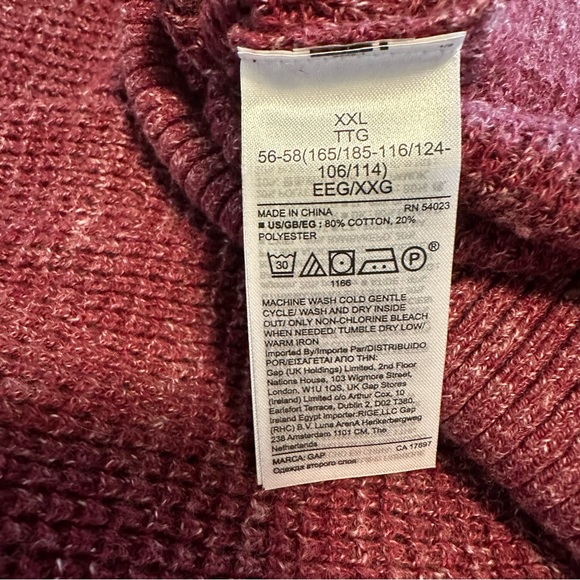 XXL
TTG
56-58(165/185-116/124-
106/114)
EEG/XXG
MADE IN CHINA RN 54023
■ US/GB/EG : 80% COTTON, 20%
POLYESTER
30 P ®
1166
MACHINE WASH COLD GENTLE
CYCLE/ WASH AND DRY INSIDE
OUT/ ONLY NON-CHLORINE BLEACH
WHEN NEEDED/ TUMBLE DRY LOW/
WARM IRON
Imported By/Importe Par/DISTRIBUIDO
POR/ΕΙΣΑΓΕΤΑΙ ΑΠΟ ΤΗΝ:
Gap (UK Holdings) Limited, 2nd Floor
Nations House, 103 Wigmore Street,
London, W1U 1QS, UK Gap Stores
(Ireland) Limited c/o Arthur Cox, 10
Earlsfort Terrace, Dublin 2, D02 T380,
Ireland Egypt Importer:RIGE,LLC Gap
(RHC) B.V. Luna ArenA Herikerbergweg
238 Amsterdam 1101 CM. The
Netherlands
MARCA: GAP CA 17897
Одежда второго слоя